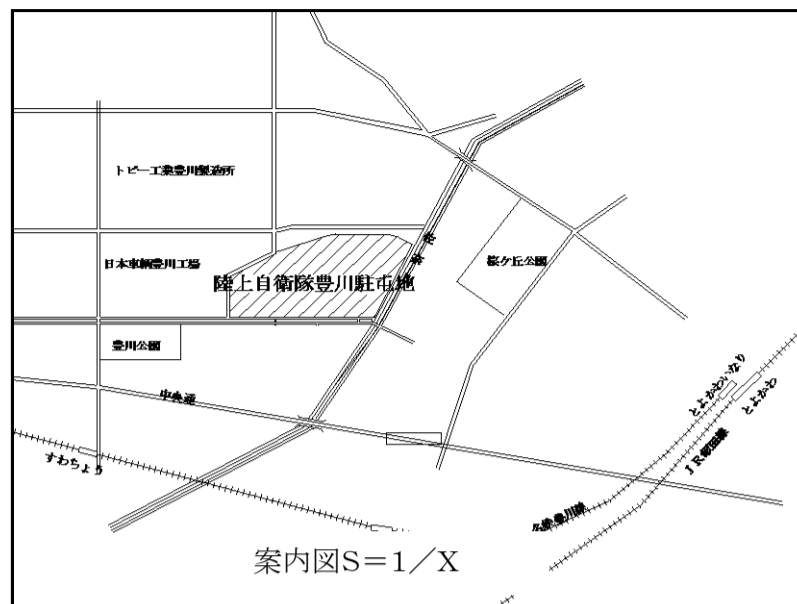 トピー工業豊川製造所
日本車輌豊川工場
陸上自衛隊豊川駐屯地
桜ケ丘公園
豊川公園
中央通
すわちょう
とよかわいなり
とよかわ
JR飯田線
名鉄豊川線
案内図S=1/X